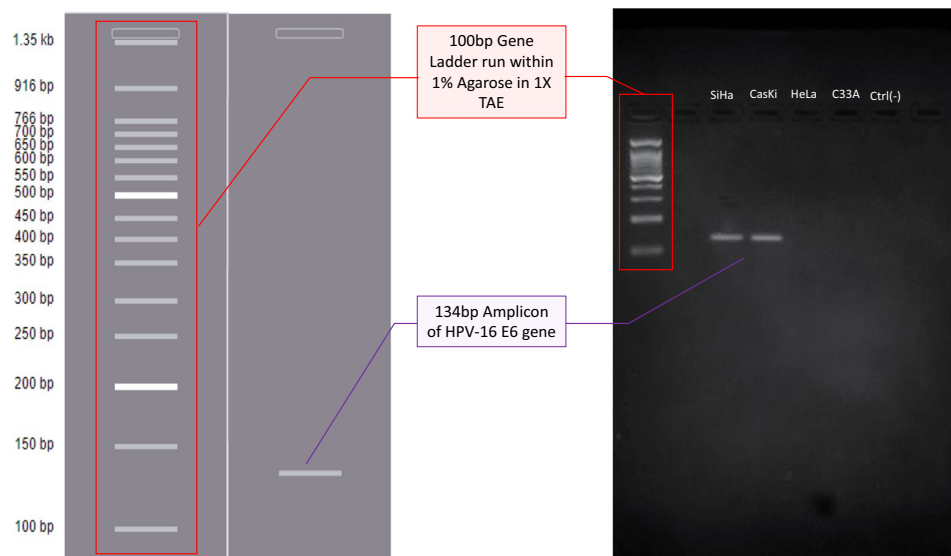 1.35 kb
916 bp
766 bp
700 bp
650 bp
600 bp
550 bp
500 bp
450 bp
400 bp
350 bp
300 bp
250 bp
200 bp
150 bp
100 bp
100bp Gene
Ladder run within
1% Agarose in 1X
TAE
134bp Amplicon
of HPV-16 E6 gene
SiHa CasKi HeLa C33A Ctrl(-)